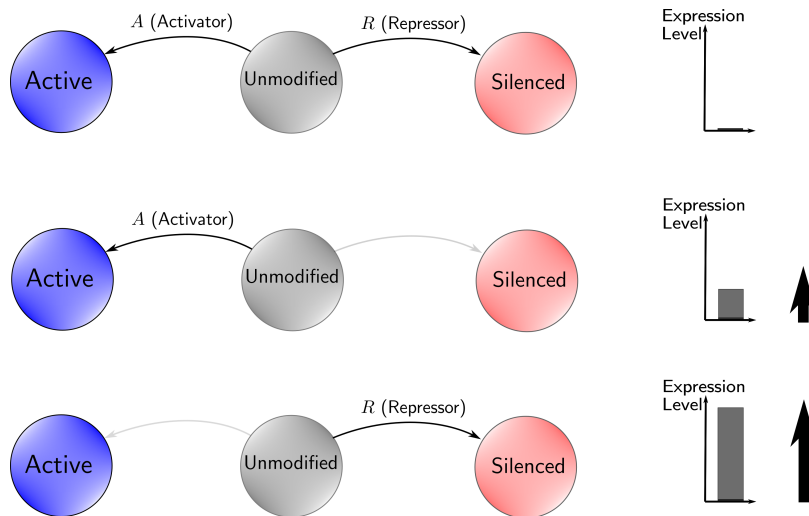 A (Activator)
R (Repressor)
Expression
Level
Active
Unmodified
Silenced
A (Activator)
Expression
Level
Active
Unmodified
Silenced
R (Repressor)
Expression
Level
Active
Unmodified
Silenced